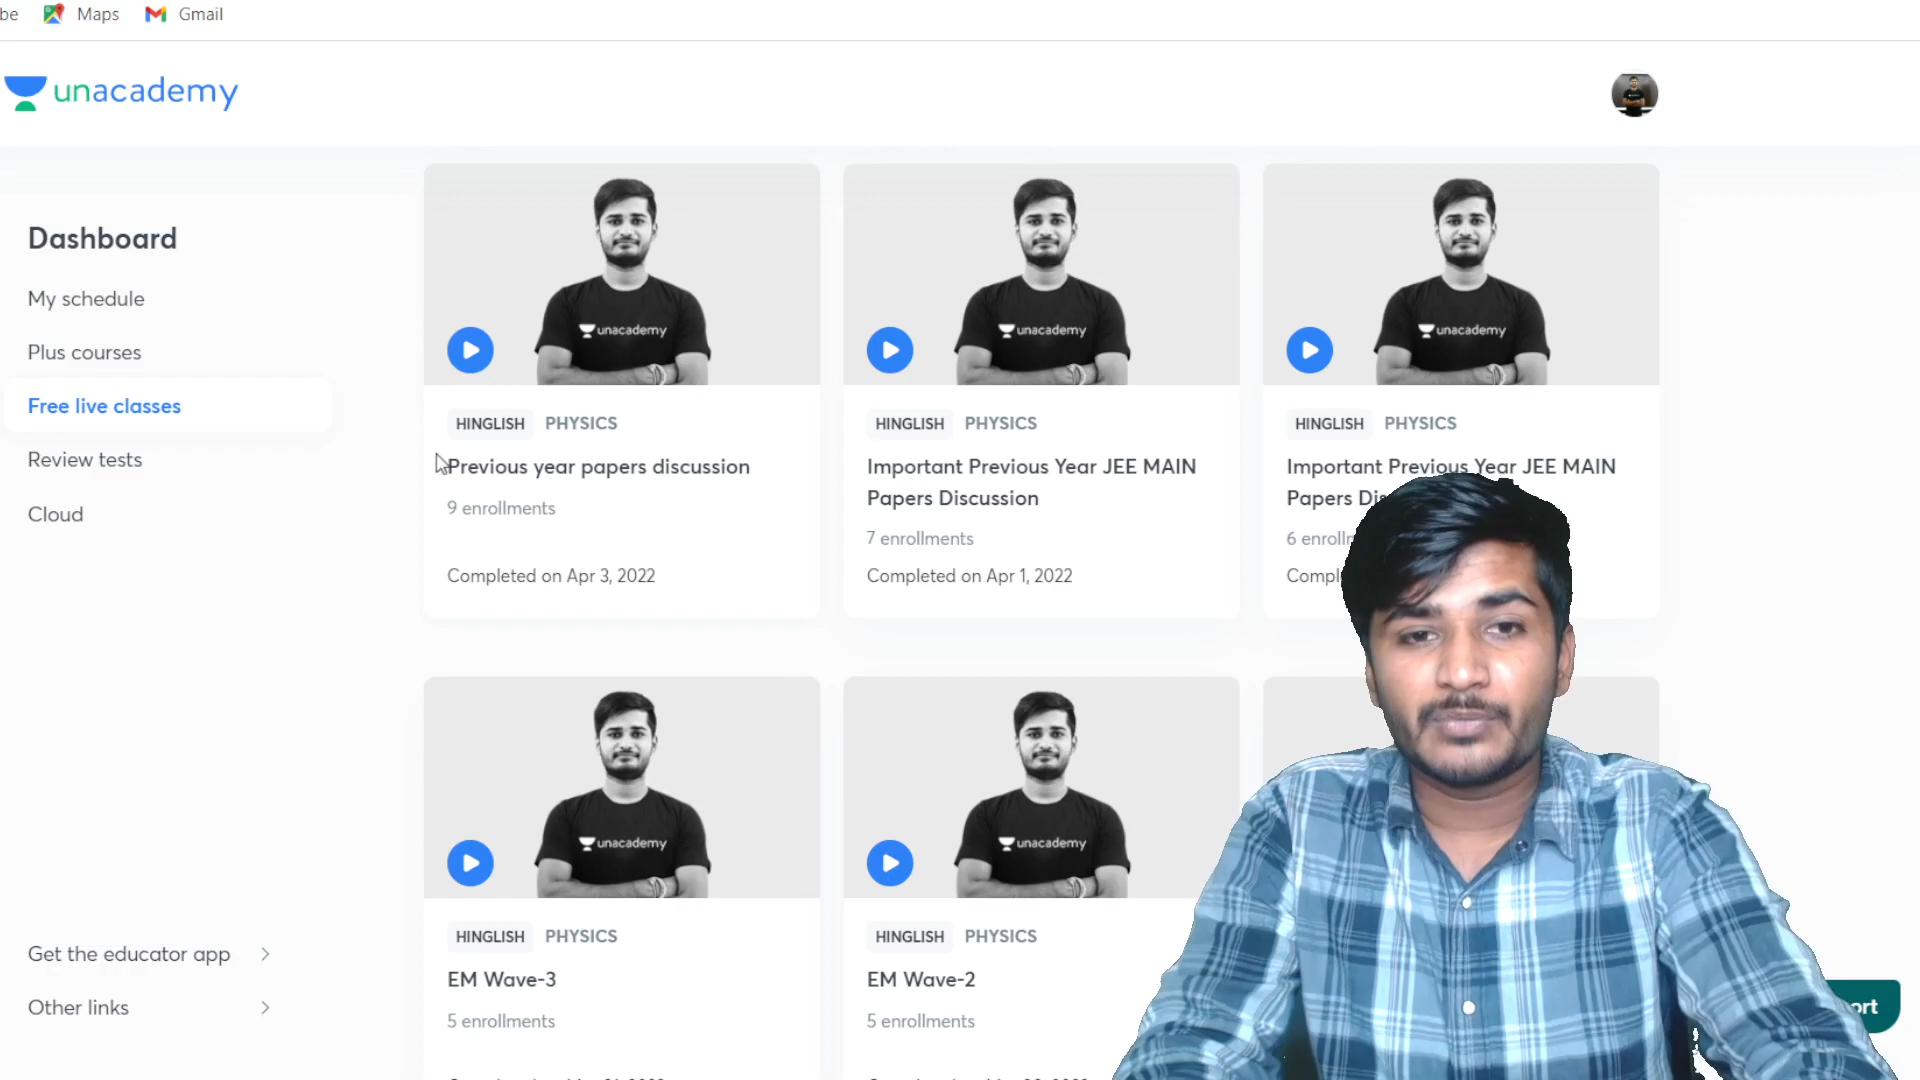 be Maps Gmail
unacademy
Dashboard
My schedule
Plus courses
Free live classes
Review tests
Cloud
Get the educator app
Other links
unacademy
HINGLISH PHYSICS
Previous year papers discussion
9 enrollments
Completed on Apr 3, 2022
unacademy
HINGLISH PHYSICS
Important Previous Year JEE MAIN
Papers Discussion
7 enrollments
Completed on Apr 1, 2022
unacademy
HINGLISH PHYSICS
Important Previous Year JEE MAIN
Papers
6
unacademy
HINGLISH PHYSICS
EM Wave-3
5 enrollments
unacademy
HINGLISH PHYSICS
EM Wave-2
5 enrollments